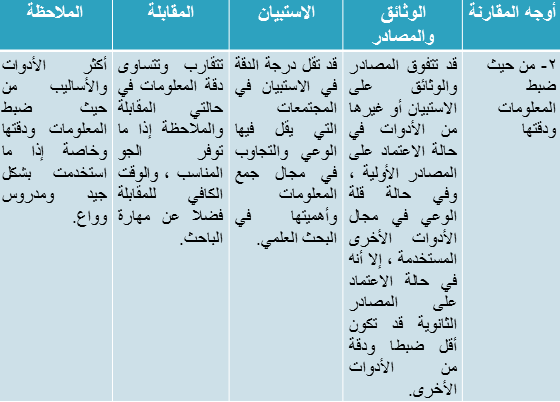 أوجه المقارنة
الوثائق
والمصادر
الاستبيان
المقابلة
الملاحظة
٢- من حيث
ضبط
المعلومات
ودقتها
قد تتفوق المصادر
والوثائق على
الاستبيان أو غيرها
من الأدوات في
حالة الاعتماد على
المصادر الأولية ،
وفي حالة قلة
الوعي في مجال
الأدوات الأخرى
المستخدمة ، إلا أنه
في حالة الاعتماد
على المصادر
الثانوية قد تكون
أقل ضبطا ودقة
من الأدوات
الأخرى.
قد تقل درجة الدقة
في الاستبيان في
المجتمعات
التي يقل فيها
الوعي والتجاوب
في مجال جمع
المعلومات
وأهميتها في
البحث العلمي.
تتقارب وتتساوى
دقة المعلومات في
حالتي المقابلة
والملاحظة إذا ما
توفر الجو
المناسب ، والوقت
الكافي للمقابلة
فضلا عن مهارة
الباحث.
أكثر الأدوات
والأساليب من
حيث ضبط
المعلومات ودقتها
وخاصة إذا ما
استخدمت بشكل
جيد ومدروس
وواع.